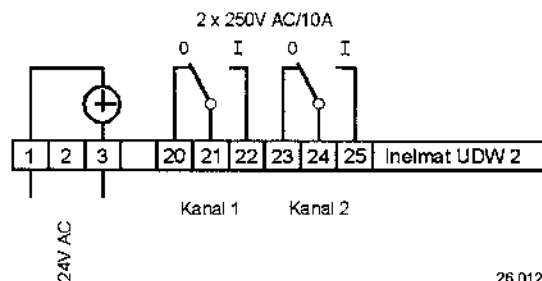 2 x 250V AC/10A
0 I 0 I
1 2 3 20 21 22 23 24 25 Inelmat UDW 2
Kanal 1 Kanal 2
24V AC
26.012